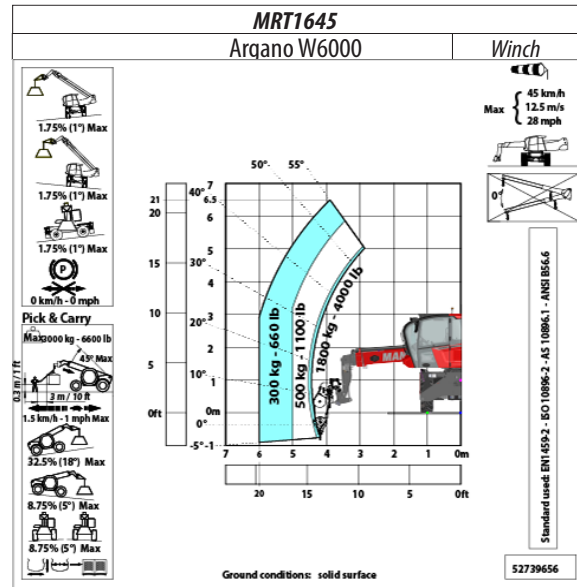 MRT1645
Argano W6000
Winch
1.75% (1°) Max
1.75% (1°) Max
1.75% (1°) Max
P
0 km/h - 0 mph
Pick & Carry
Max 3000 kg - 6600 lb
45° Max
0.3 m / 1 ft
3 m / 10 ft
1.5 km/h - 1 mph Max
32.5% (18°) Max
8.75% (5°) Max
8.75% (5°) Max
Max
45 km/h
12.5 m/s
28 mph
0°
50°
55°
40°
30°
20°
10°
0°
-5°
21
20
15
10
5
0ft
7
6.5
6
5
4
3
2
1
0m
-1
300 kg - 660 lb
500 kg - 1100 lb
1800 kg - 4000 lb
MAN
7
6
5
4
3
2
1
0m
20
15
10
5
0ft
Standard used: EN1459-2 - ISO 10896-2 - AS 10896.1 - ANSI B56.6
Ground conditions: solid surface
52739656